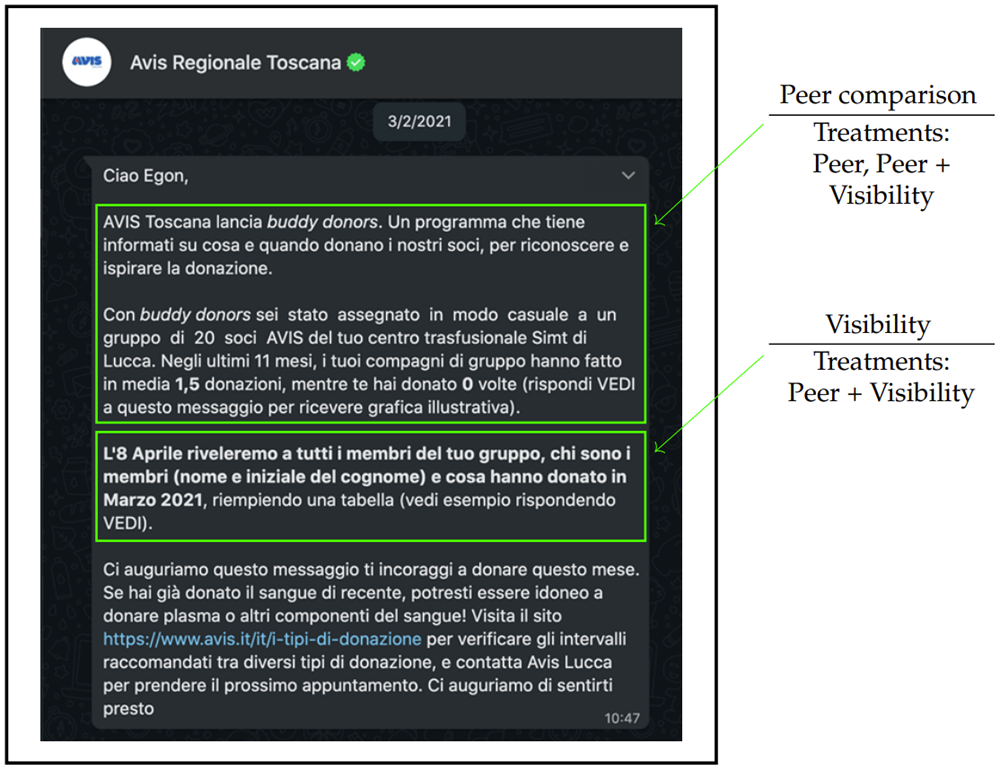 AVIS
Avis Regionale Toscana
3/2/2021
Ciao Egon,
AVIS Toscana lancia buddy donors. Un programma che tiene
informati su cosa e quando donano i nostri soci, per riconoscere e
ispirare la donazione.
Con buddy donors sei stato assegnato in modo casuale a un
gruppo di 20 soci AVIS del tuo centro trasfusionale Simt di
Lucca. Negli ultimi 11 mesi, i tuoi compagni di gruppo hanno fatto
in media 1,5 donazioni, mentre te hai donato 0 volte (rispondi VEDI
a questo messaggio per ricevere grafica illustrativa).
L'8 Aprile riveleremo a tutti i membri del tuo gruppo, chi sono i
membri (nome e iniziale del cognome) e cosa hanno donato in
Marzo 2021, riempiendo una tabella (vedi esempio rispondendo
VEDI).
Ci auguriamo questo messaggio ti incoraggi a donare questo mese.
Se hai già donato il sangue di recente, potresti essere idoneo a
donare plasma o altri componenti del sangue! Visita il sito
https://www.avis.it/it/i-tipi-di-donazione per verificare gli intervalli
raccomandati tra diversi tipi di donazione, e contatta Avis Lucca
per prendere il prossimo appuntamento. Ci auguriamo di sentirti
presto
10:47
Peer comparison
Treatments:
Peer, Peer +
Visibility
Visibility
Treatments:
Peer + Visibility